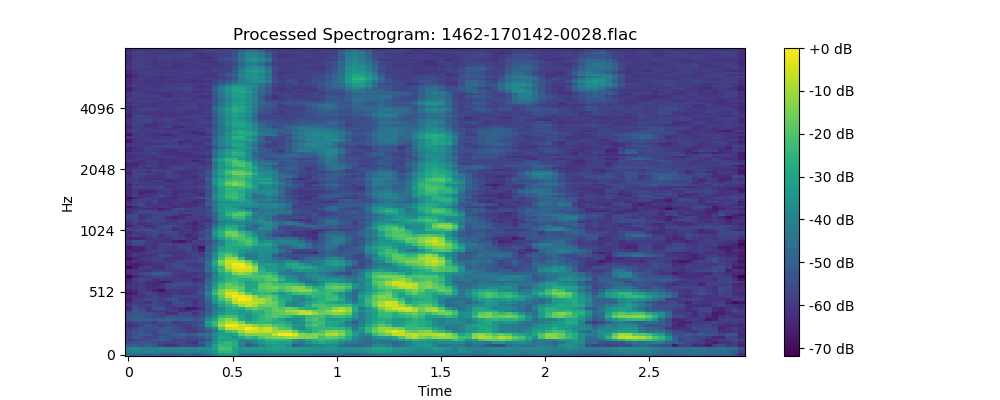 Processed Spectrogram: 1462-170142-0028.flac
Hz
4096
2048
1024
512
0
0 0.5 1 1.5 2 2.5
Time
+0 dB
-10 dB
-20 dB
-30 dB
-40 dB
-50 dB
-60 dB
-70 dB